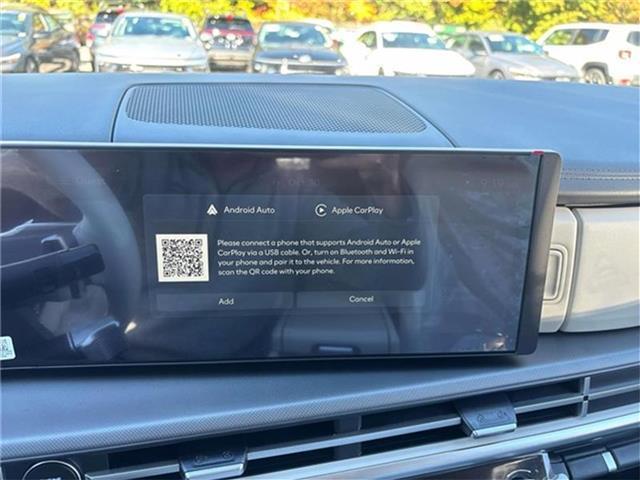 Android Auto Apple CarPlay
Please connect a phone that supports Android Auto or Apple
CarPlay via a USB cable. Or, turn on Bluetooth and Wi-Fi in
your phone and pair it to the vehicle. For more information,
scan the QR code with your phone.
Add Cancel